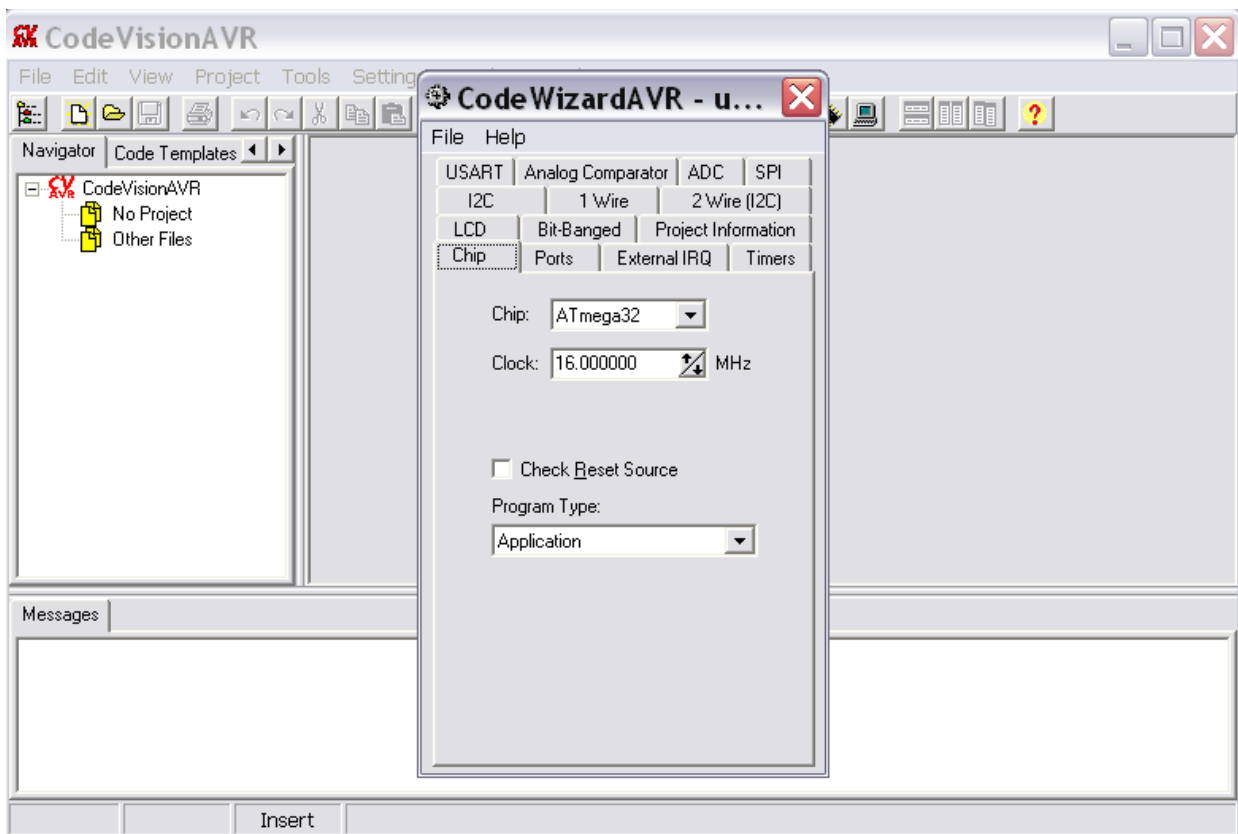 CodeVisionAVR
File Edit View Project Tools Setting
CodeWizardAVR - u...
File Help
Navigator Code Templates
CodeVisionAVR
No Project
Other Files
USART Analog Comparator ADC SPI
I2C 1 Wire 2 Wire (I2C)
LCD Bit-Banged Project Information
Chip Ports External IRQ Timers
Chip: ATmega32
Clock: 16.000000 MHz
Check Reset Source
Program Type:
Application
Messages
Insert